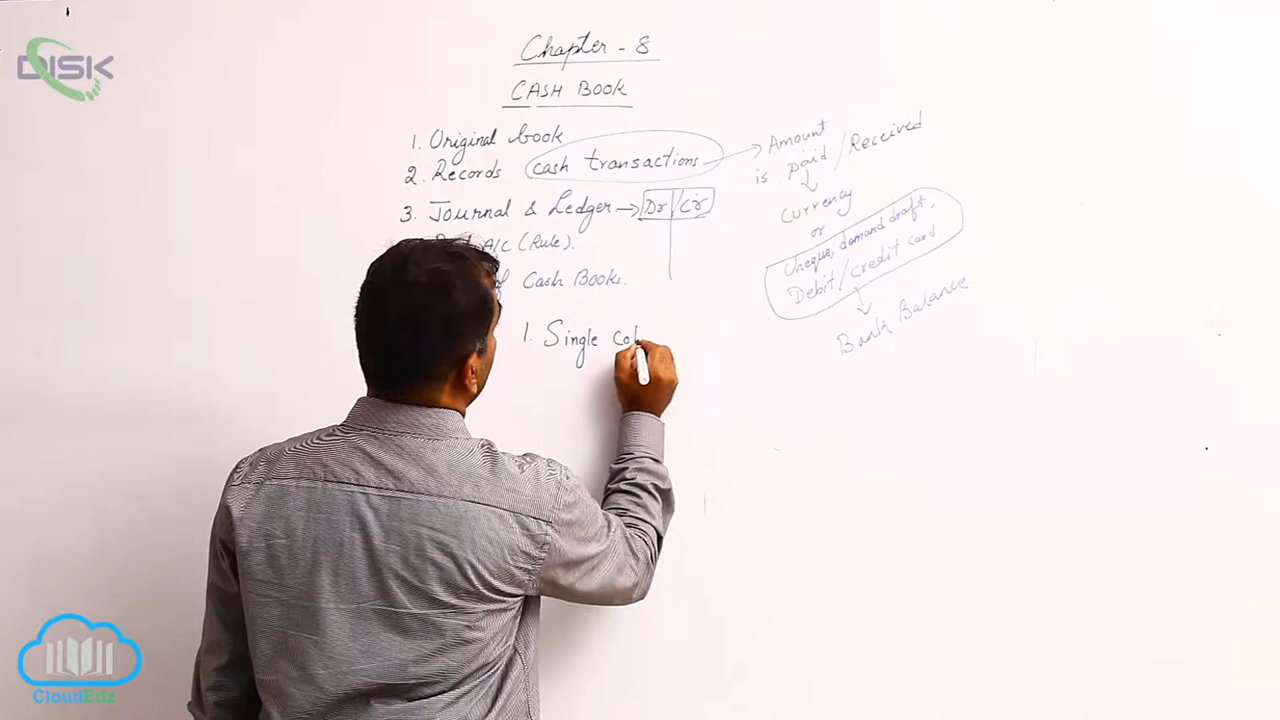 DISK
Chapter - 8
CASH BOOK
1. Original book
2. Records cash transactions
Amount
is paid / Received
Currency
or
Cheque, demand draft,
Debit / credit card
Bank Balance
3. Journal & Ledger → Dr / Cr
A/C (Rule).
of Cash Books.
1. Single Col
CloudEdz